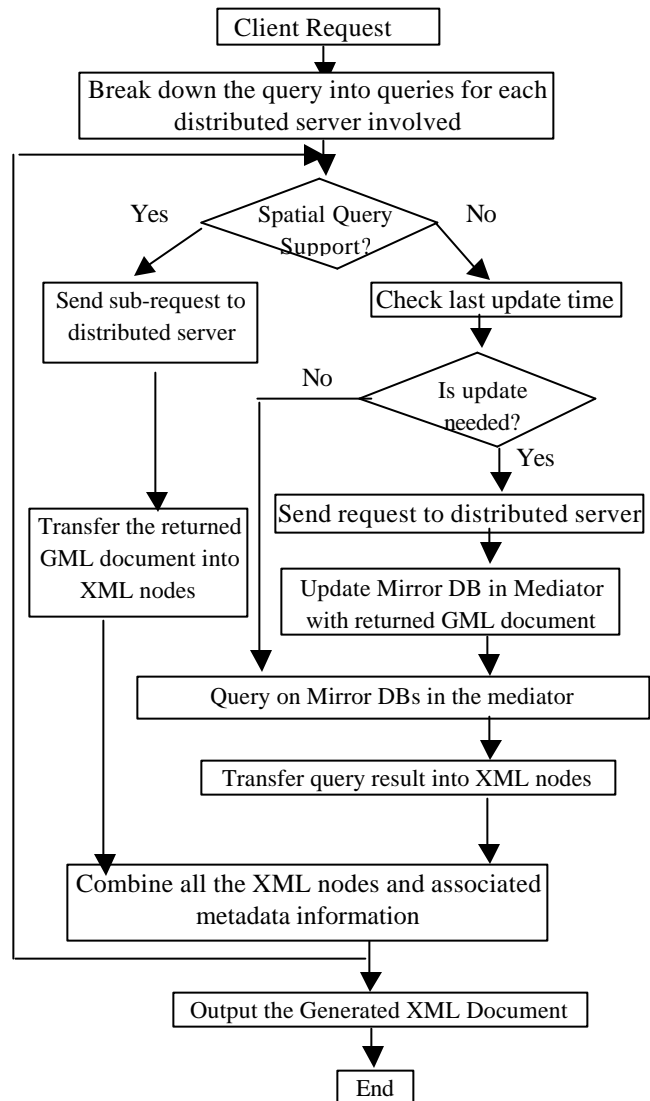 Client Request
Break down the query into queries for each
distributed server involved
Yes
Spatial Query
Support?
No
Send sub-request to
distributed server
Check last update time
No
Is update
needed?
Yes
Transfer the returned
GML document into
XML nodes
Send request to distributed server
Update Mirror DB in Mediator
with returned GML document
Query on Mirror DBs in the mediator
Transfer query result into XML nodes
Combine all the XML nodes and associated
metadata information
Output the Generated XML Document
End